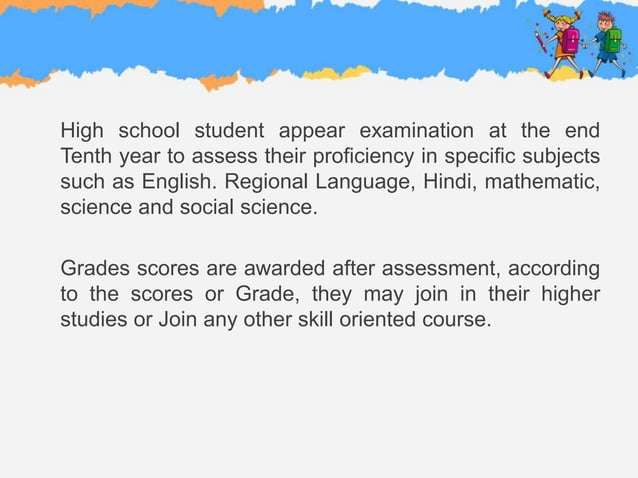 High school student appear examination at the end
Tenth year to assess their proficiency in specific subjects
such as English. Regional Language, Hindi, mathematic,
science and social science.
Grades scores are awarded after assessment, according
to the scores or Grade, they may join in their higher
studies or Join any other skill oriented course.